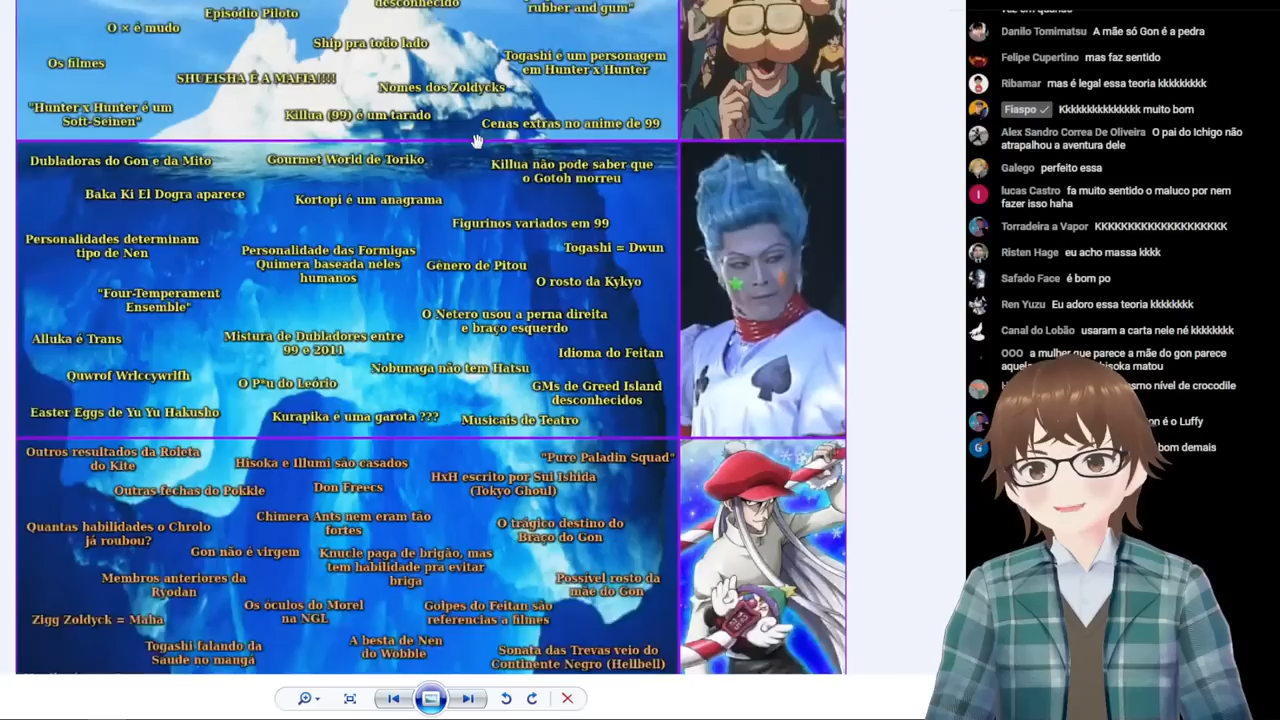 desconhecido
rubber and gum"
Episódio Piloto
O × é mudo
Ship pra todo lado
Togashi é um personagem
em Hunter x Hunter
Os filmes
SHUEISHA É A MAFIA!!!!
Nomes dos Zoldycks
"Hunter x Hunter é um
Soft-Seinen"
Killua (99) é um tarado
Cenas extras no anime de 99
Dubladoras do Gon e da Mito
Gourmet World de Toriko
Killua não pode saber que
o Gotoh morreu
Baka Ki El Dogra aparece
Kortopi é um anagrama
Figurinos variados em 99
Personalidades determinam
tipo de Nen
Personalidade das Formigas
Quimera baseada neles
humanos
Togashi = Dwun
Gênero de Pitou
O rosto da Kykyo
"Four-Temperament
Ensemble"
O Netero usou a perna direita
e braço esquerdo
Alluka é Trans
Mistura de Dubladores entre
99 e 2011
Idioma do Feitan
Nobunaga não tem Hatsu
Quwrof Wrlccywrlfh
O P*u do Leório
GMs de Greed Island
desconhecidos
Easter Eggs de Yu Yu Hakusho
Kurapika é uma garota ???
Musicais de Teatro
Outros resultados da Roleta
do Kite
Hisoka e Illumi são casados
"Pure Paladin Squad"
Outras fechas do Pokkle
Don Freecs
HxH escrito por Sui Ishida
(Tokyo Ghoul)
Quantas habilidades o Chrolo
já roubou?
Chimera Ants nem eram tão
fortes
O trágico destino do
Braço do Gon
Gon não é virgem
Knucle paga de brigão, mas
tem habilidade pra evitar
briga
Membros anteriores da
Ryodan
Possível rosto da
mãe do Gon
Os óculos do Morel
na NGL
Golpes do Feitan são
referencias a filmes
Zigg Zoldyck = Maha
Togashi falando da
Saúde no mangá
A besta de Nen
do Wobble
Sonata das Trevas veio do
Continente Negro (Hellbell)
Danilo Tomimatsu A mãe só Gon é a pedra
Felipe Cupertino mas faz sentido
Ribamar mas é legal essa teoria kkkkkkkkk
Fiaspo Kkkkkkkkkkkkkk muito bom
Alex Sandro Correa De Oliveira O pai do Ichigo não
atrapalhou a aventura dele
Galego perfeito essa
lucas Castro fa muito sentido o maluco por nem
fazer isso haha
Torradeira a Vapor KKKKKKKKKKKKKKKKKKKK
Risten Hage eu acho massa kkkk
Safado Face é bom po
Ren Yuzu Eu adoro essa teoria kkkkkkkk
Canal do Lobão usaram a carta nele né kkkkkkkk
OOO a mulher que parece a mãe do gon parece
aquela hisoka matou
nível de crocodile
é o Luffy
bom demais